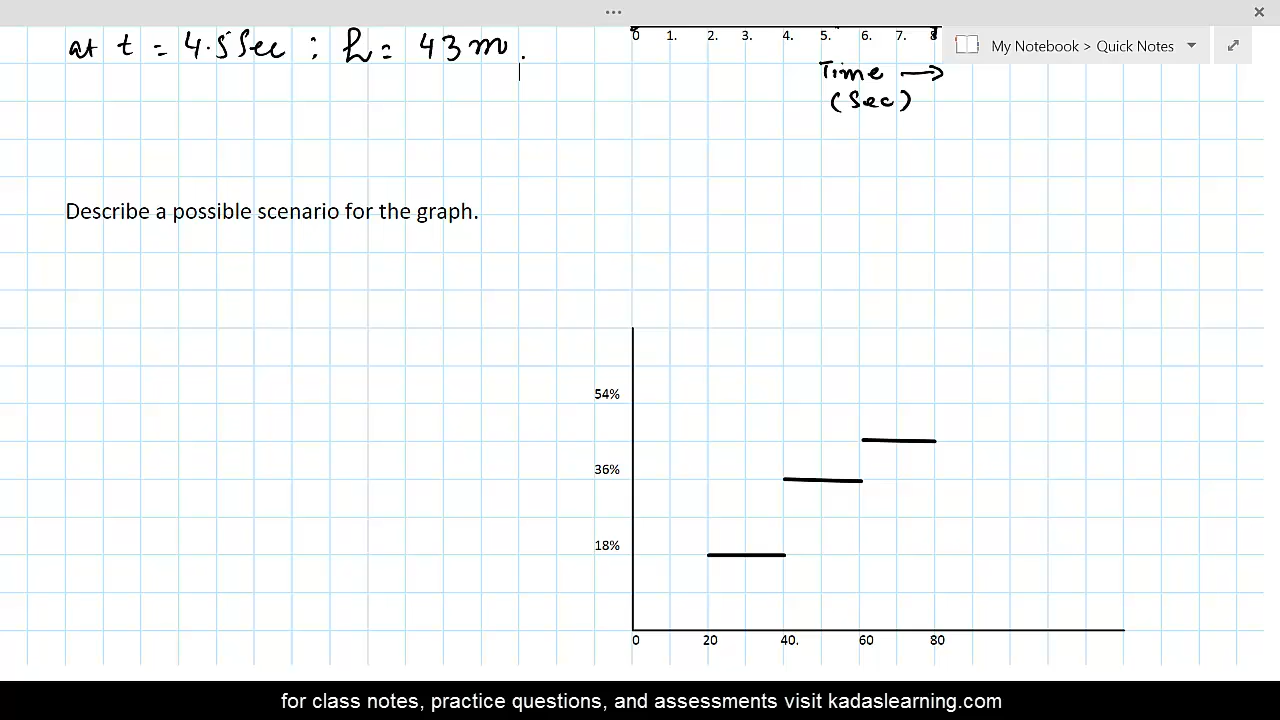 at t = 4.5 Sec : h = 43 m.
0 1. 2. 3. 4. 5. 6. 7. 8
My Notebook > Quick Notes
Time →
(Sec)
Describe a possible scenario for the graph.
54%
36%
18%
0 20 40. 60 80
for class notes, practice questions, and assessments visit kadaslearning.com